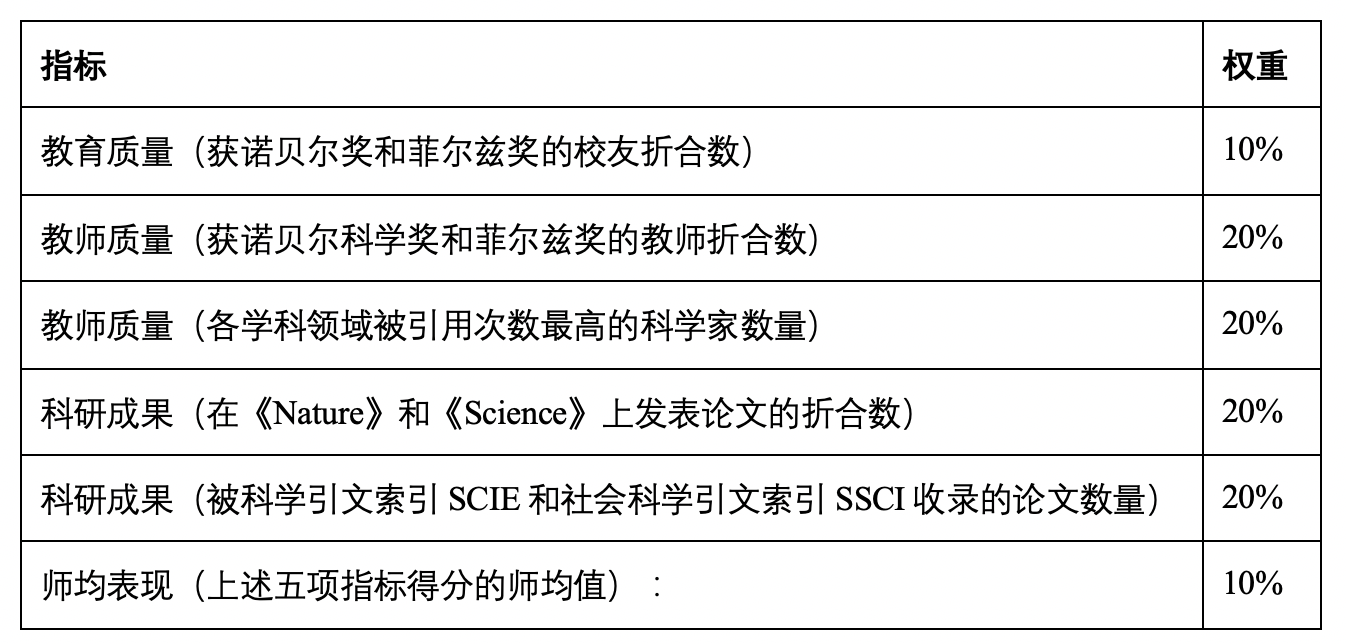 指标 权重
教育质量（获诺贝尔奖和菲尔兹奖的校友折合数） 10%
教师质量（获诺贝尔科学奖和菲尔兹奖的教师折合数） 20%
教师质量（各学科领域被引用次数最高的科学家数量） 20%
科研成果（在《Nature》和《Science》上发表论文的折合数） 20%
科研成果（被科学引文索引 SCIE 和社会科学引文索引 SSCI 收录的论文数量） 20%
师均表现（上述五项指标得分的师均值）： 10%